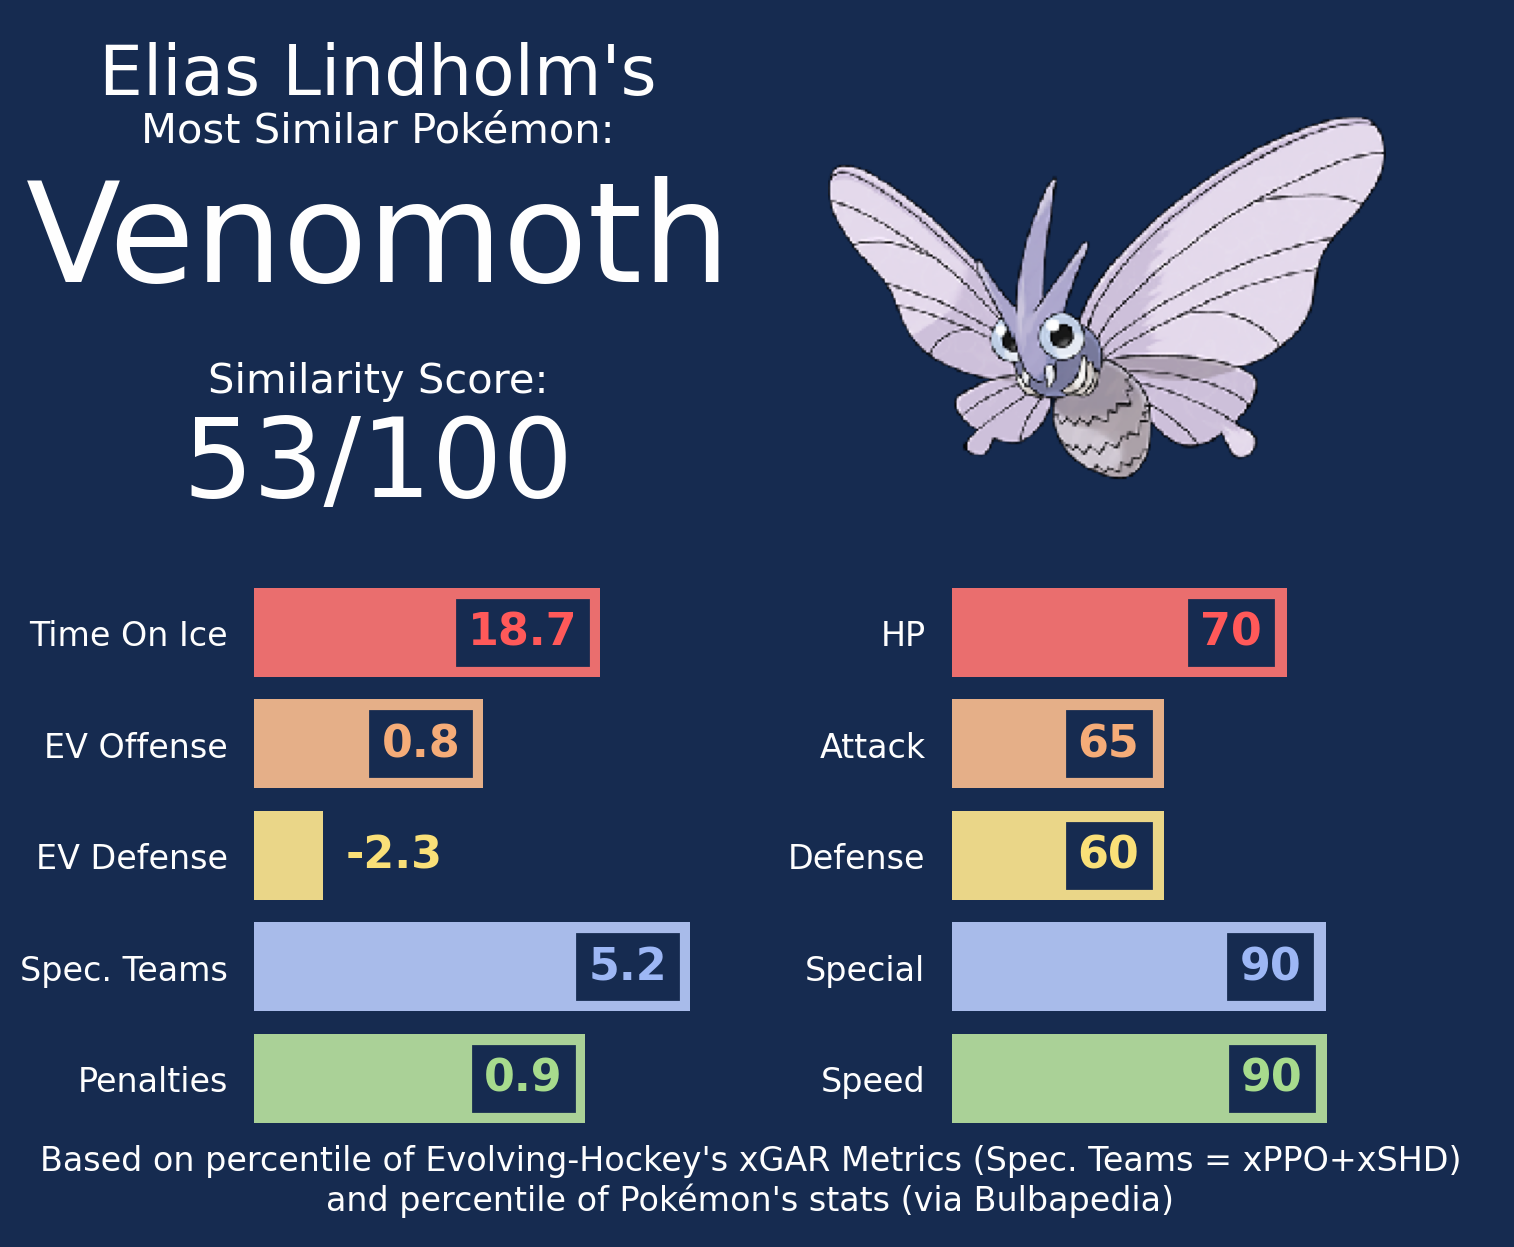 Elias Lindholm's
Most Similar Pokémon:
Venomoth
Similarity Score:
53/100
Time On Ice 18.7
EV Offense 0.8
EV Defense -2.3
Spec. Teams 5.2
Penalties 0.9
HP 70
Attack 65
Defense 60
Special 90
Speed 90
Based on percentile of Evolving-Hockey's xGAR Metrics (Spec. Teams = xPPO+xSHD)
and percentile of Pokémon's stats (via Bulbapedia)